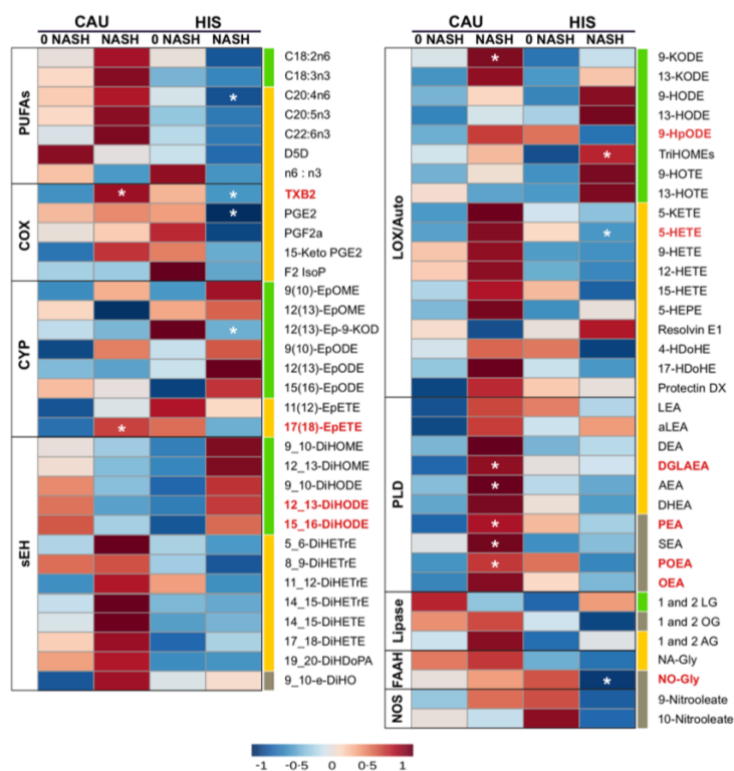 CAU HIS
0 NASH NASH 0 NASH NASH
PUFAs
C18:2n6
C18:3n3
C20:4n6
*
C20:5n3
C22:6n3
D5D
n6 : n3
COX
TXB2
* *
PGE2
*
PGF2a
15-Keto PGE2
F2 IsoP
CYP
9(10)-EpOME
12(13)-EpOME
12(13)-Ep-9-KOD
*
9(10)-EpODE
12(13)-EpODE
15(16)-EpODE
11(12)-EpETE
17(18)-EpETE
*
sEH
9_10-DiHOME
12_13-DiHOME
9_10-DiHODE
12_13-DiHODE
15_16-DiHODE
5_6-DiHETrE
8_9-DiHETrE
11_12-DiHETrE
14_15-DiHETrE
14_15-DiHETE
17_18-DiHETE
19_20-DiHDoPA
9_10-e-DiHO
-1 -0·5 0 0·5 1
CAU HIS
0 NASH NASH 0 NASH NASH
LOX/Auto
9-KODE
*
13-KODE
9-HODE
13-HODE
9-HpODE
TriHOMEs
*
9-HOTE
13-HOTE
5-KETE
5-HETE
*
9-HETE
12-HETE
15-HETE
5-HEPE
Resolvin E1
4-HDoHE
17-HDoHE
Protectin DX
PLD
LEA
aLEA
DEA
DGLAEA
*
AEA
*
DHEA
PEA
*
SEA
*
POEA
*
OEA
Lipase
1 and 2 LG
1 and 2 OG
1 and 2 AG
FAAH
NA-Gly
NO-Gly
*
NOS
9-Nitrooleate
10-Nitrooleate